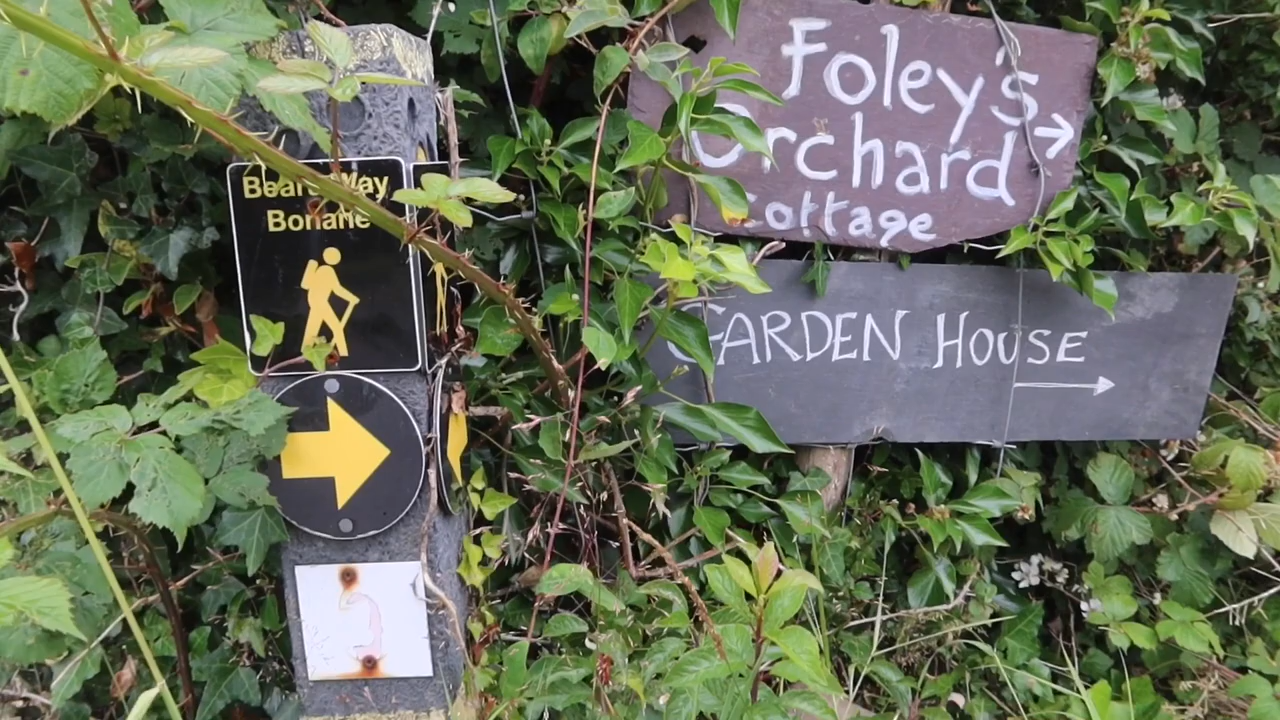 Beara Way
Bonane
Foley's
Orchard
Cottage
GARDEN HOUSE